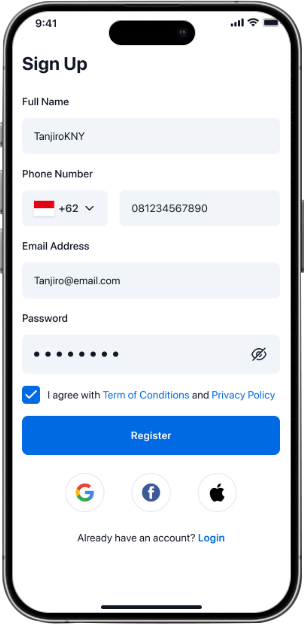 9:41
Sign Up
Full Name
TanjiroKNY
Phone Number
+62
081234567890
Email Address
Tanjiro@email.com
Password
I agree with Term of Conditions and Privacy Policy
Register
Already have an account? Login